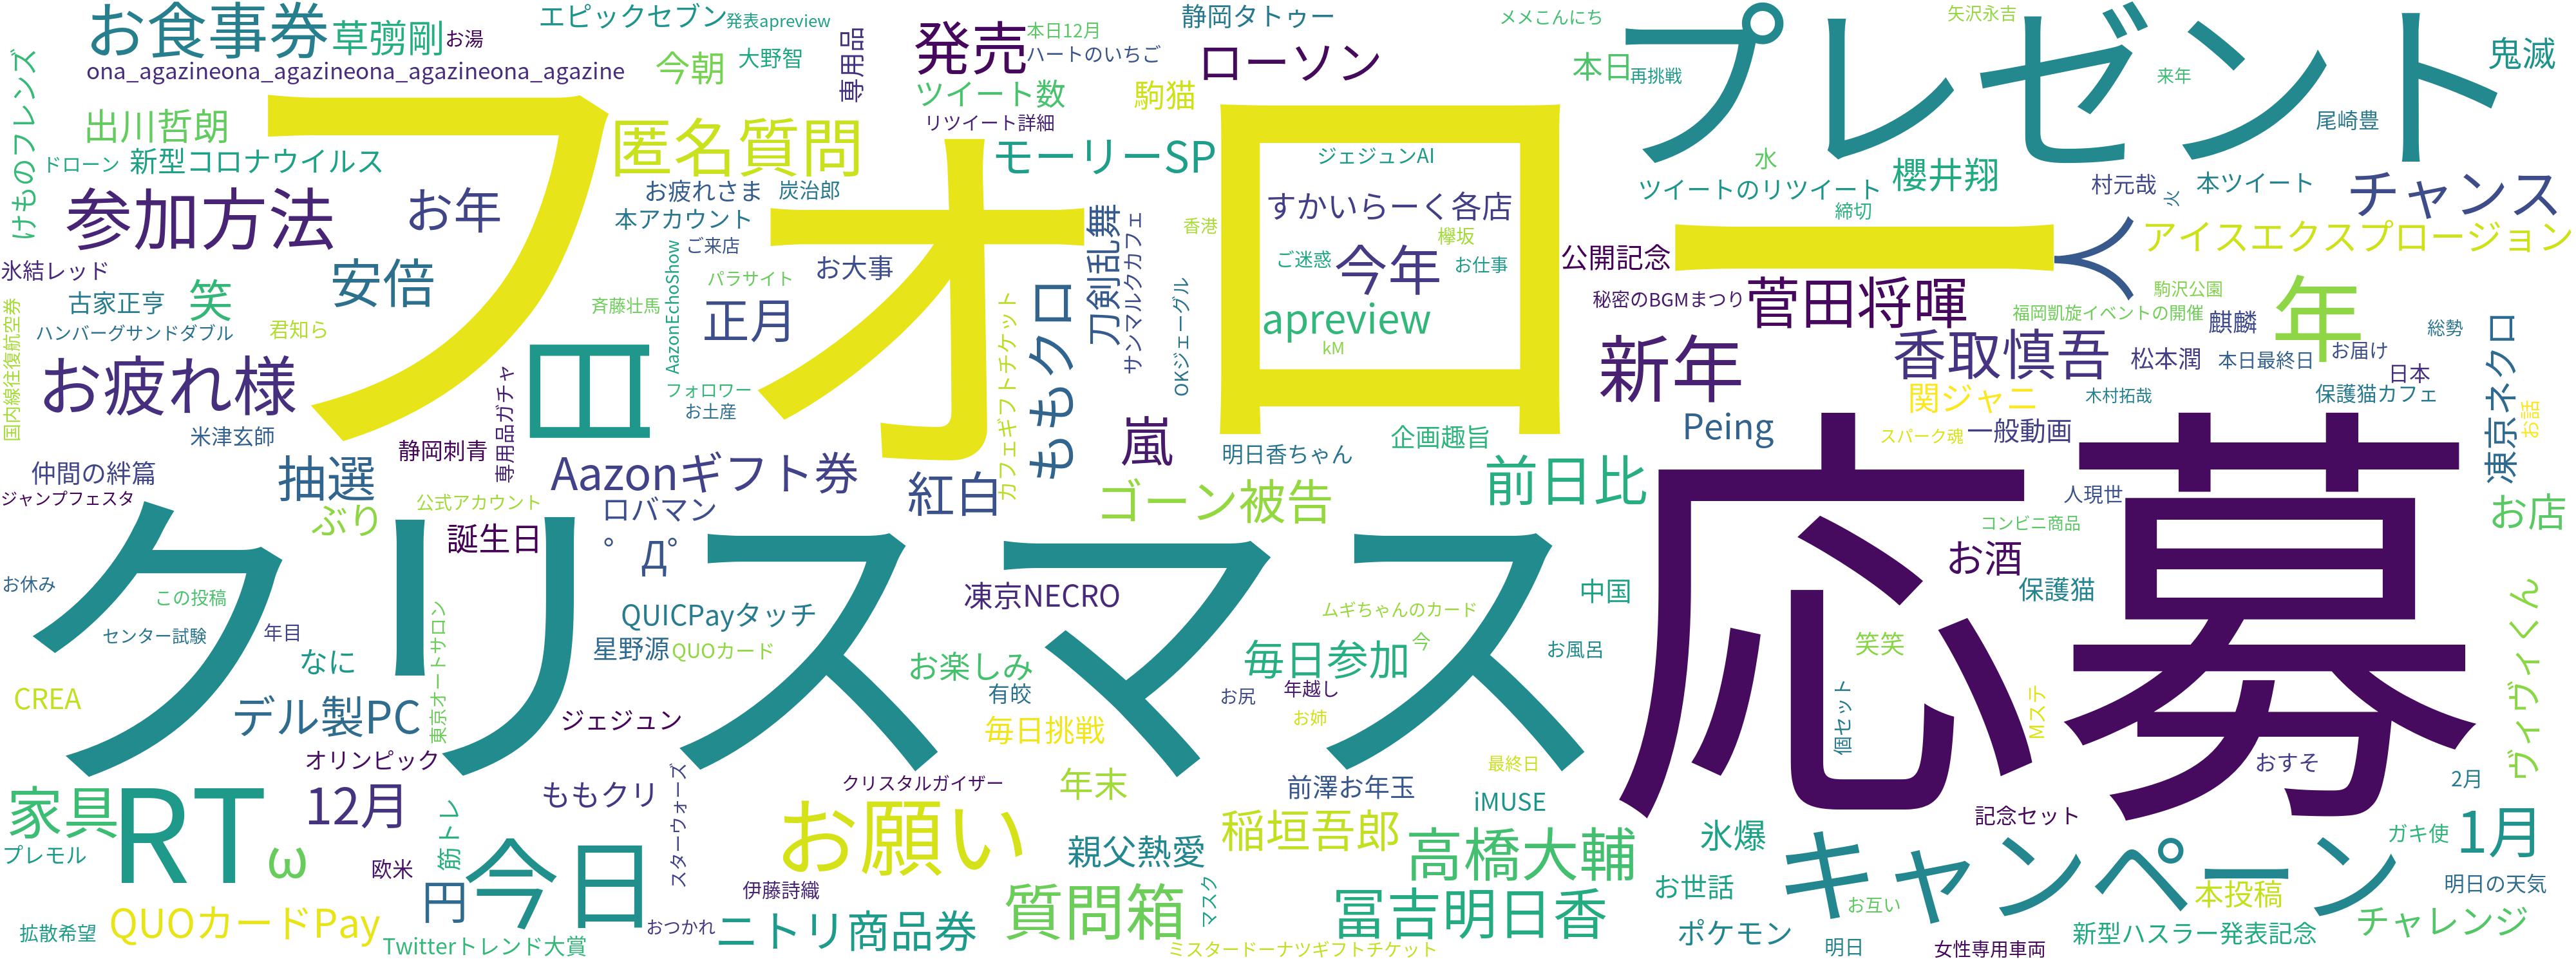 フォロー
応募
クリスマス
プレゼント
キャンペーン
お食事券
草彅剛
お湯
エピックセブン
発表apreview
ona_agazineona_agazineona_agazineona_agazine
今朝
大野智
専用品
発売
本日12月
ハートのいちご
静岡タトゥー
ローソン
メメこんにち
矢沢永吉
本日
再挑戦
来年
鬼滅
尾崎豊
けものフレンズ
出川哲朗
ドローン
新型コロナウイルス
匿名質問
ツイート数
駒猫
リツイート詳細
モーリーSP
ジェジュンAI
水
ツイートのリツイート
櫻井翔
締切
村元哉
火
本ツイート
チャンス
参加方法
お年
お疲れさま
炭治郎
本アカウント
ご来店
香港
すかいらーく各店
ご迷惑
今年
欅坂
お仕事
apreview
kM
公開記念
イ
アイスエクスプロージョン
氷結レッド
古家正亨
笑
安倍
ハンバーグサンドダブル
君知ら
国内線往復航空券
斉藤壮馬
AazonEchoShow
パラサイト
お大事
正月
フォロワー
お土産
日
カフェギフトチケット
ももクロ
刀剣乱舞
サンマルクカフェ
OKジェーグル
秘密のBGMまつり
菅田将暉
駒沢公園
福岡凱旋イベントの開催
年
麒麟
総勢
新年
香取慎吾
松本潤
本日最終日
お届け
日本
関ジャニ
木村拓哉
保護猫カフェ
凍京ネクロ
お話
お疲れ様
米津玄師
静岡刺青
専用品ガチャ
嵐
明日香ちゃん
企画趣旨
Peing
スパーク魂
一般動画
仲間の絆篇
ジャンプフェスタ
抽選
ぶり
公式アカウント
誕生日
Aazonギフト券
ロバマン
゜Д゜
紅白
ゴーン被告
前日比
人現世
コンビニ商品
お店
お酒
保護猫
お休み
この投稿
センター試験
年目
なに
東京オートサロン
QUICPayタッチ
星野源
QUOカード
凍京NECRO
お楽しみ
有皎
毎日挑戦
ムギちゃんのカード
毎日参加
今
お尻
年越し
お姉
お風呂
中国
笑笑
個セット
Mステ
ヴィヴィくん
CREA
デル製PC
オリンピック
ジェジュン
ももクリ
スターウォーズ
クリスタルガイザー
年末
前澤お年玉
最終日
iMUSE
おすそ
2月
家具
RT
プレモル
ω
12月
筋トレ
欧米
今日
円
お願い
伊藤詩織
親父熱愛
稲垣吾郎
高橋大輔
氷爆
お世話
記念セット
ガキ使
1月
本投稿
明日の天気
拡散希望
QUOカードPay
Twitterトレンド大賞
おつかれ
ニトリ商品券
質問箱
マスク
ミスタードーナツギフトチケット
冨吉明日香
ポケモン
明日
お互い
女性専用車両
新型ハスラー発表記念
チャレンジ